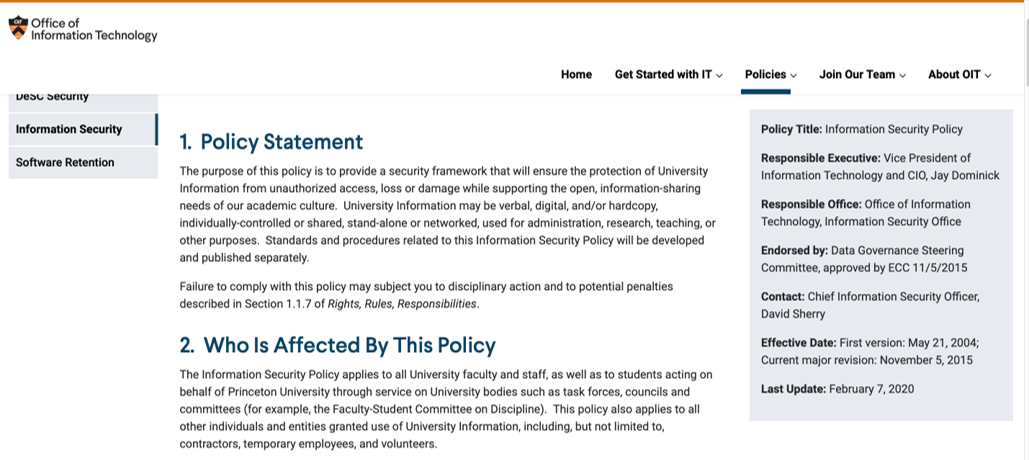 OIT
Office of
Information Technology
Home
Get Started with IT
Policies
Join Our Team
About OIT
DeSC Security
Information Security
Software Retention
1. Policy Statement
The purpose of this policy is to provide a security framework that will ensure the protection of University
Information from unauthorized access, loss or damage while supporting the open, information-sharing
needs of our academic culture. University Information may be verbal, digital, and/or hardcopy,
individually-controlled or shared, stand-alone or networked, used for administration, research, teaching, or
other purposes. Standards and procedures related to this Information Security Policy will be developed
and published separately.
Failure to comply with this policy may subject you to disciplinary action and to potential penalties
described in Section 1.1.7 of Rights, Rules, Responsibilities.
2. Who Is Affected By This Policy
The Information Security Policy applies to all University faculty and staff, as well as to students acting on
behalf of Princeton University through service on University bodies such as task forces, councils and
committees (for example, the Faculty-Student Committee on Discipline). This policy also applies to all
other individuals and entities granted use of University Information, including, but not limited to,
contractors, temporary employees, and volunteers.
Policy Title: Information Security Policy
Responsible Executive: Vice President of
Information Technology and CIO, Jay Dominick
Responsible Office: Office of Information
Technology, Information Security Office
Endorsed by: Data Governance Steering
Committee, approved by ECC 11/5/2015
Contact: Chief Information Security Officer,
David Sherry
Effective Date: First version: May 21, 2004;
Current major revision: November 5, 2015
Last Update: February 7, 2020